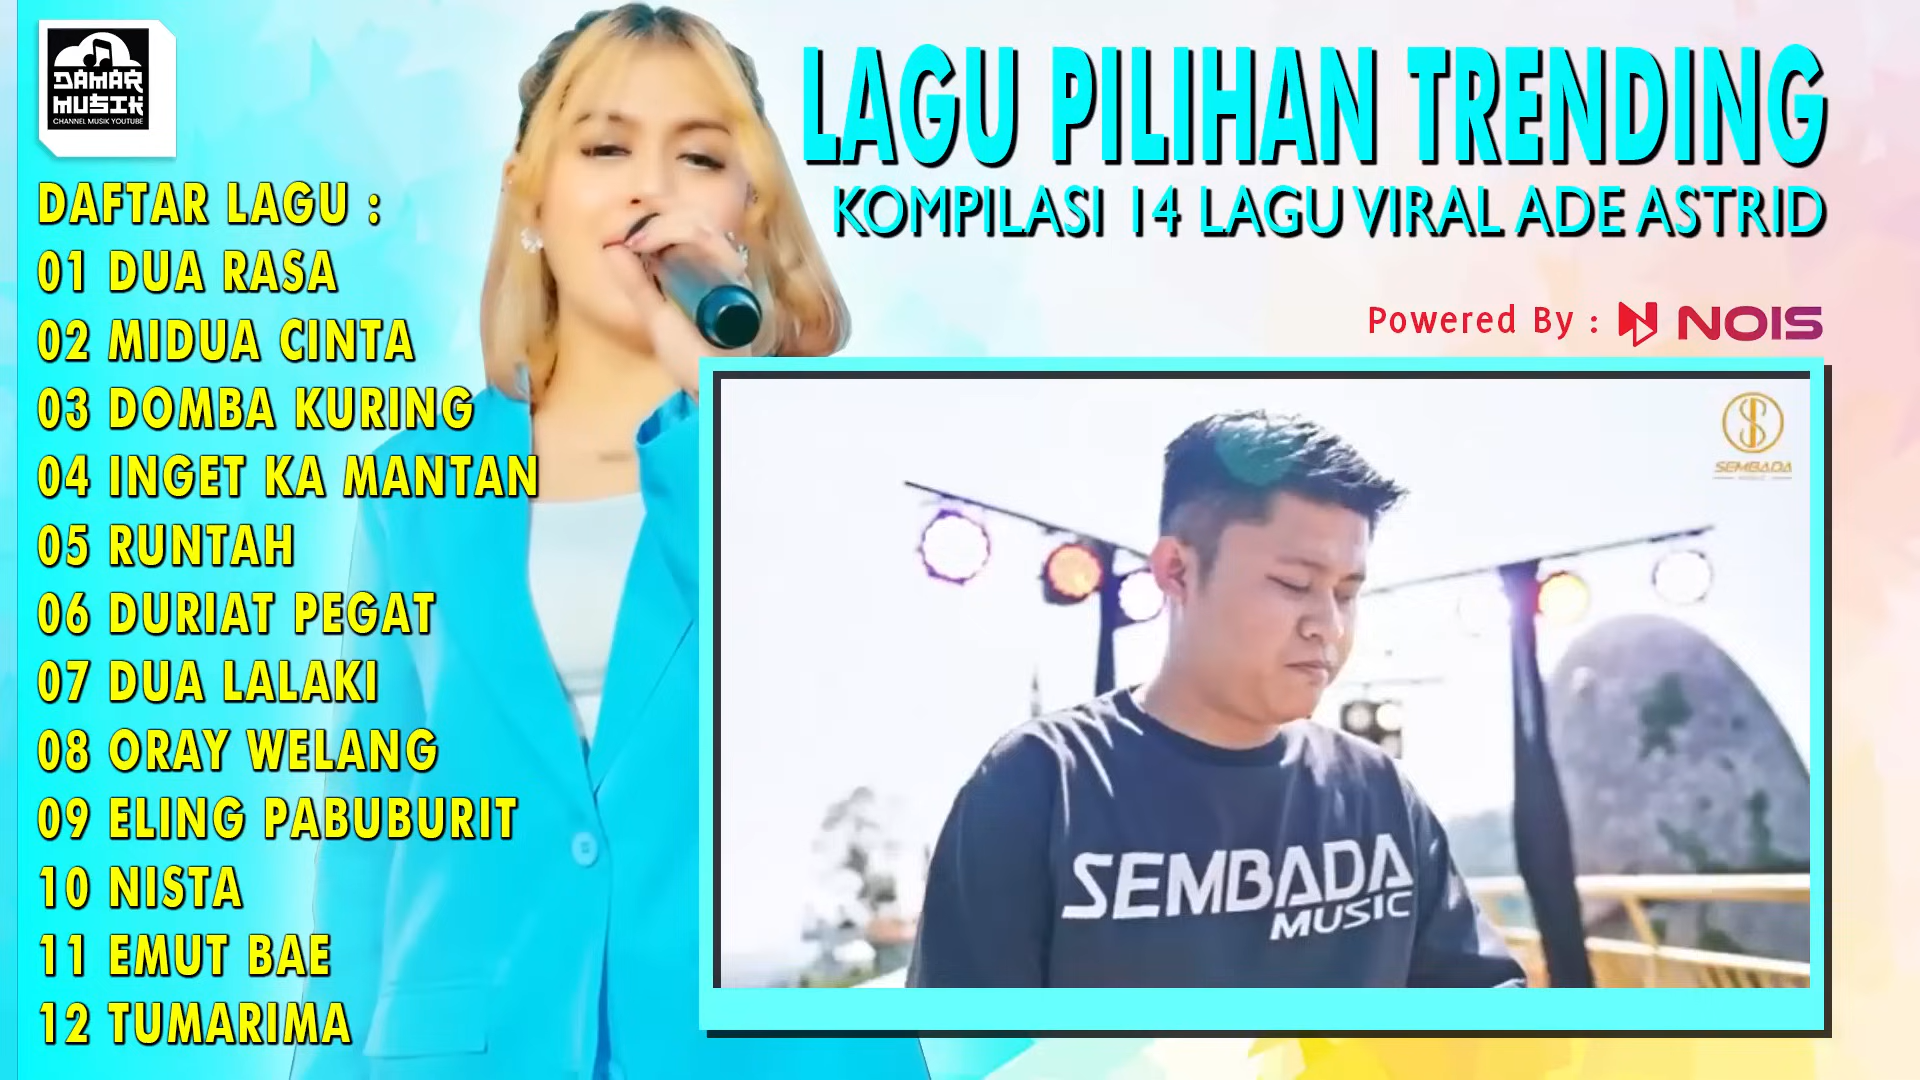 DAMAR
MUSIK
CHANNEL MUSIK YOUTUBE
LAGU PILIHAN TRENDING
KOMPILASI 14 LAGU VIRAL ADE ASTRID
Powered By : NOIS
DAFTAR LAGU :
01 DUA RASA
02 MIDUA CINTA
03 DOMBA KURING
04 INGET KA MANTAN
05 RUNTAH
06 DURIAT PEGAT
07 DUA LALAKI
08 ORAY WELANG
09 ELING PABUBURIT
10 NISTA
11 EMUT BAE
12 TUMARIMA
SEMBADA
SEMBADA
MUSIC